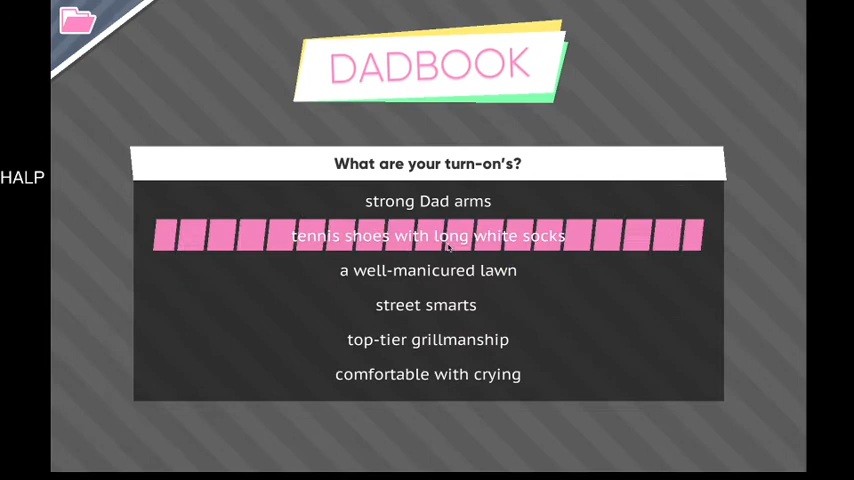 DADBOOK
What are your turn-on's?
HALP
strong Dad arms
tennis shoes with long white socks
a well-manicured lawn
street smarts
top-tier grillmanship
comfortable with crying